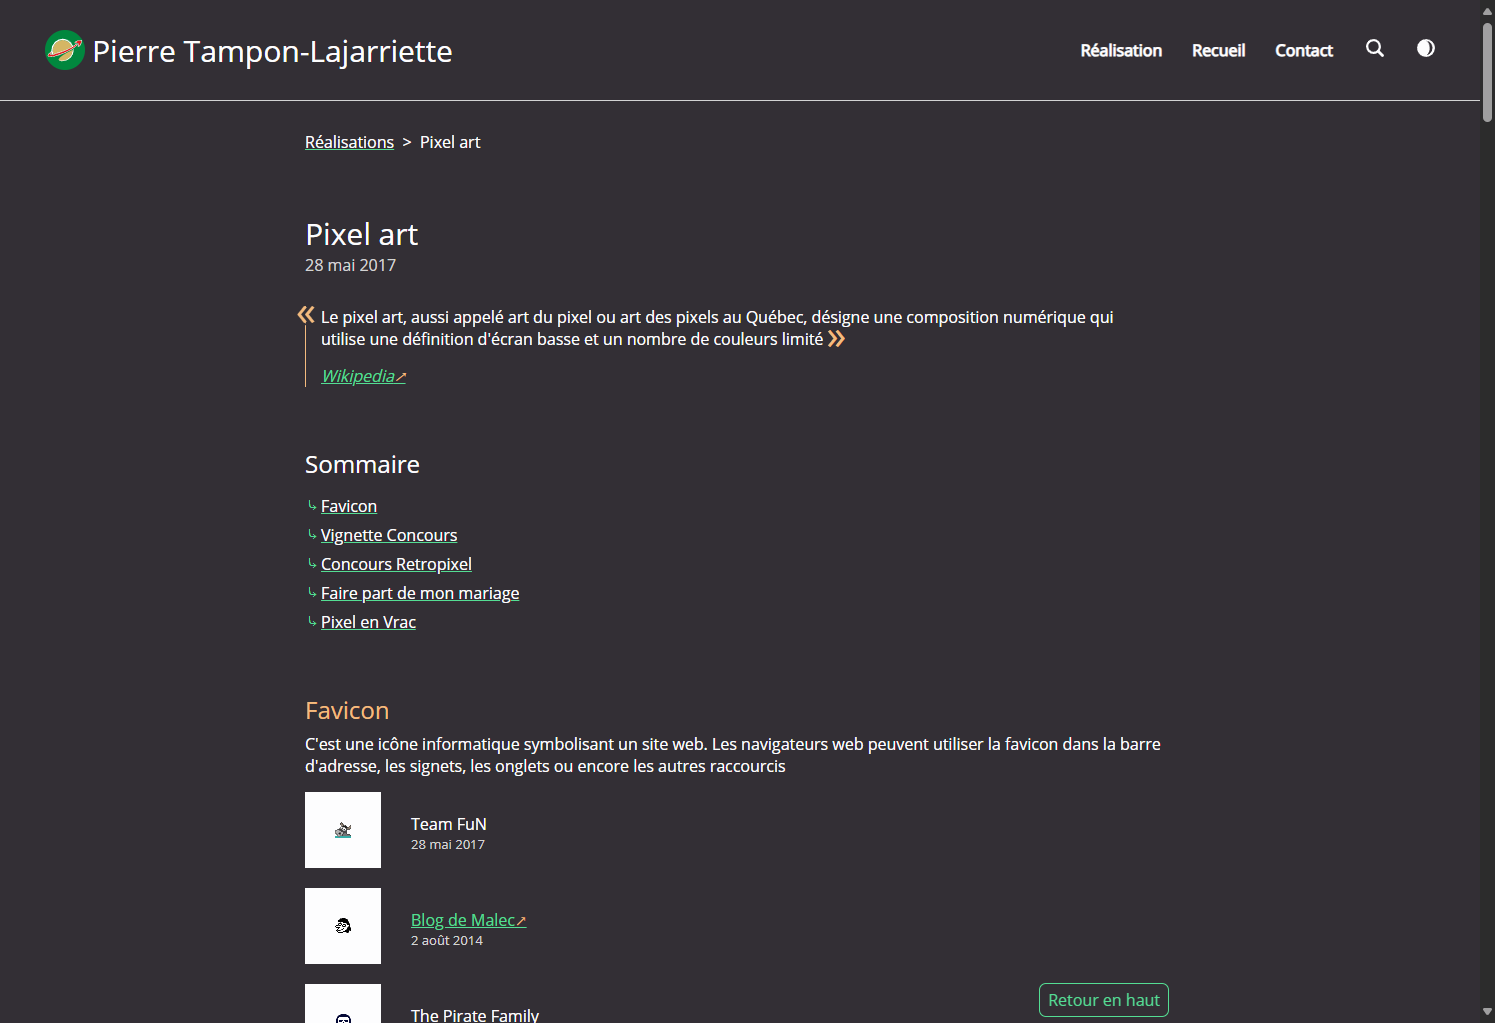 Pierre Tampon-Lajarriette
Réalisation Recueil Contact
Réalisations > Pixel art
Pixel art
28 mai 2017
« Le pixel art, aussi appelé art du pixel ou art des pixels au Québec, désigne une composition numérique qui
utilise une définition d'écran basse et un nombre de couleurs limité »
Wikipedia
Sommaire
Favicon
Vignette Concours
Concours Retropixel
Faire part de mon mariage
Pixel en Vrac
Favicon
C'est une icône informatique symbolisant un site web. Les navigateurs web peuvent utiliser la favicon dans la barre
d'adresse, les signets, les onglets ou encore les autres raccourcis
Team FuN
28 mai 2017
Blog de Malec
2 août 2014
The Pirate Family
Retour en haut